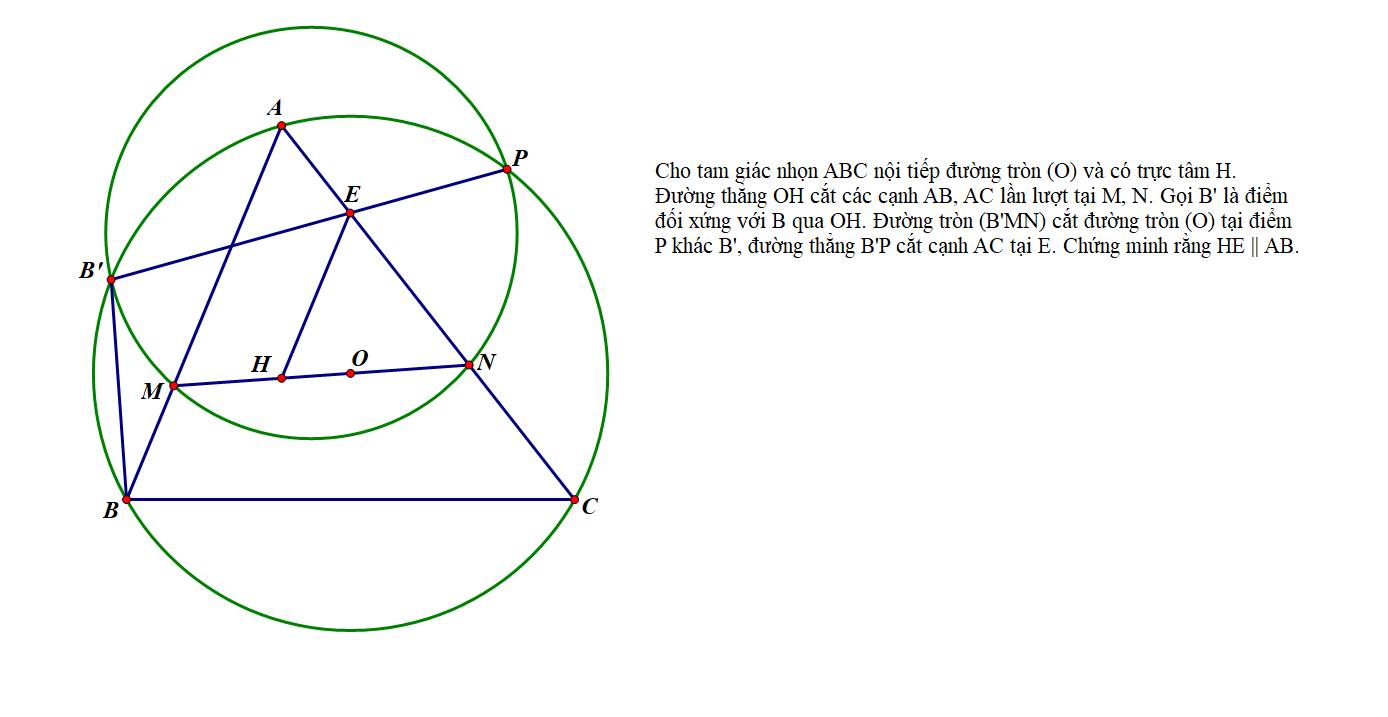 A
P
E
B'
H
O
N
M
B
C
Cho tam giác nhọn ABC nội tiếp đường tròn (O) và có trực tâm H.
Đường thẳng OH cắt các cạnh AB, AC lần lượt tại M, N. Gọi B' là điểm
đối xứng với B qua OH. Đường tròn (B'MN) cắt đường tròn (O) tại điểm
P khác B', đường thẳng B'P cắt cạnh AC tại E. Chứng minh rằng HE || AB.